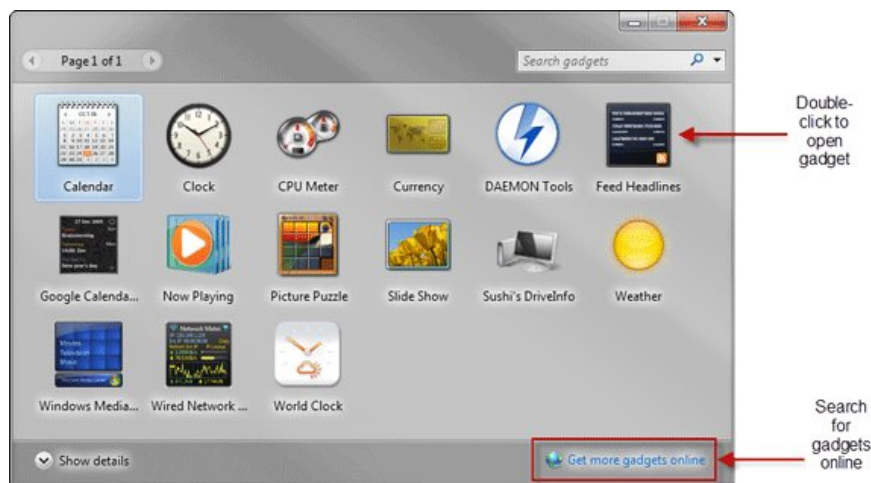 Page 1 of 1
Search gadgets
Double-
click to
open
gadget
Calendar
Clock
CPU Meter
Currency
DAEMON Tools
Feed Headlines
Google Calenda...
Now Playing
Picture Puzzle
Slide Show
Sushi's DriveInfo
Weather
Windows Media...
Wired Network ...
World Clock
Search
for
gadgets
online
Show details
Get more gadgets online